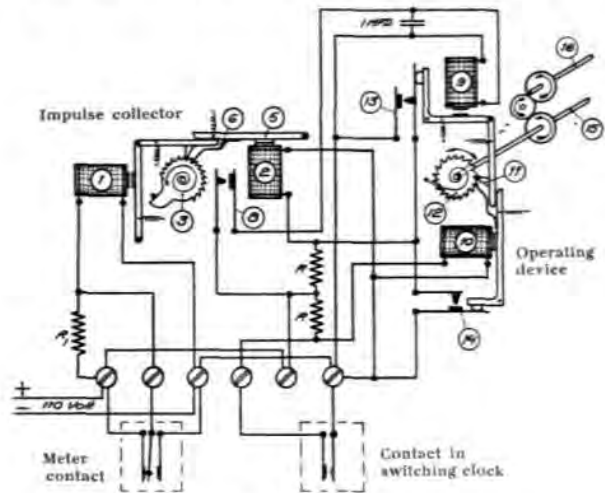 1 MFD
16
9
13
15
Impulse collector
6
5
1
2
3
8
11
12
10
Operating
device
R
R
R1
14
+
− 110 Volt
Meter
contact
Contact in
switching clock